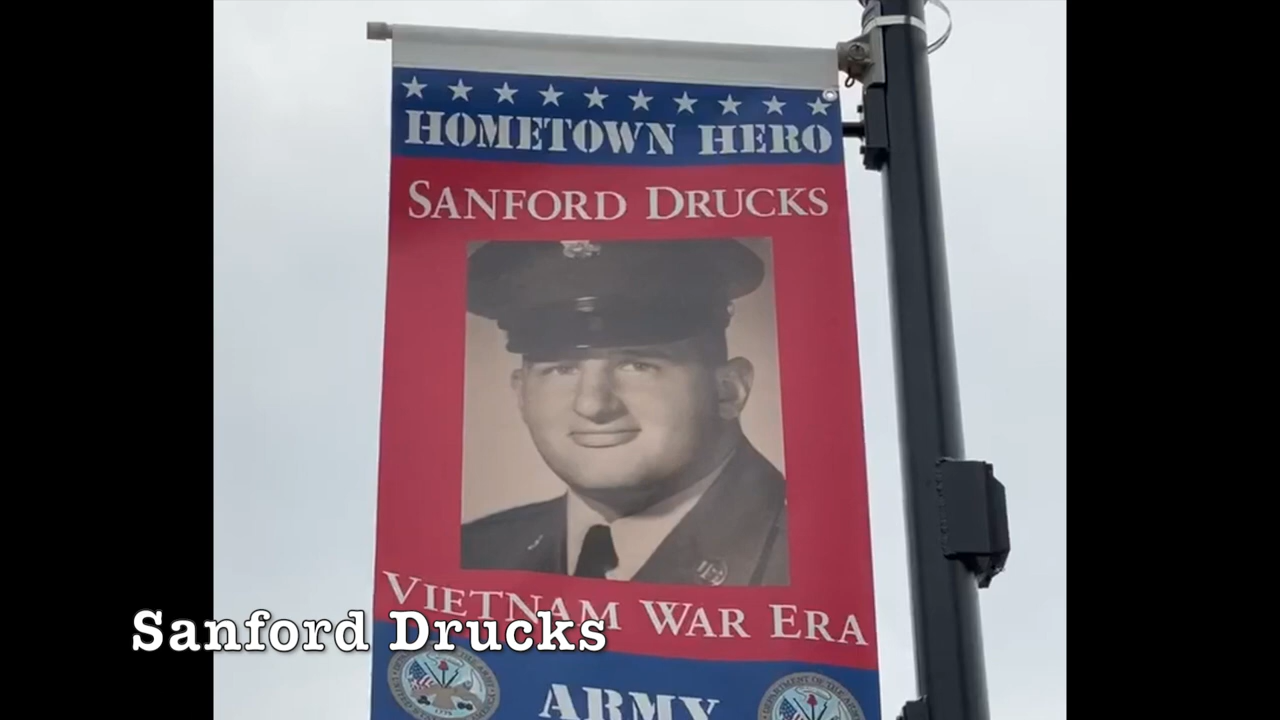 HOMETOWN HERO
SANFORD DRUCKS
VIETNAM WAR ERA
Sanford Drucks
ARMY